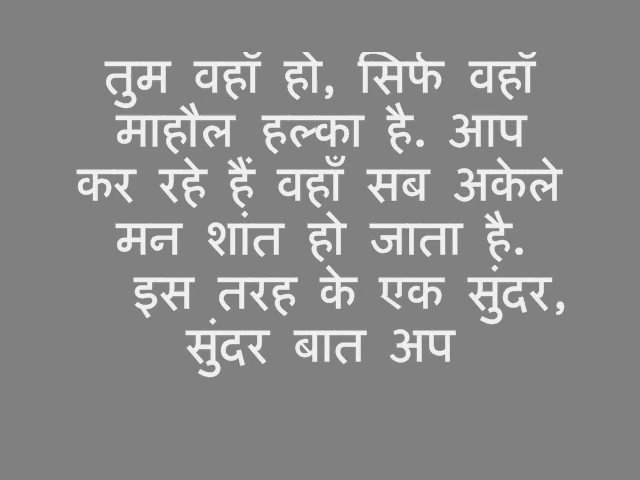 तुम वहॉ हो, सिर्फ वहॉ
माहौल हल्का है. आप
कर रहे हैं वहाँ सब अकेले
मन शांत हो जाता है.
इस तरह के एक सुंदर,
सुंदर बात अप